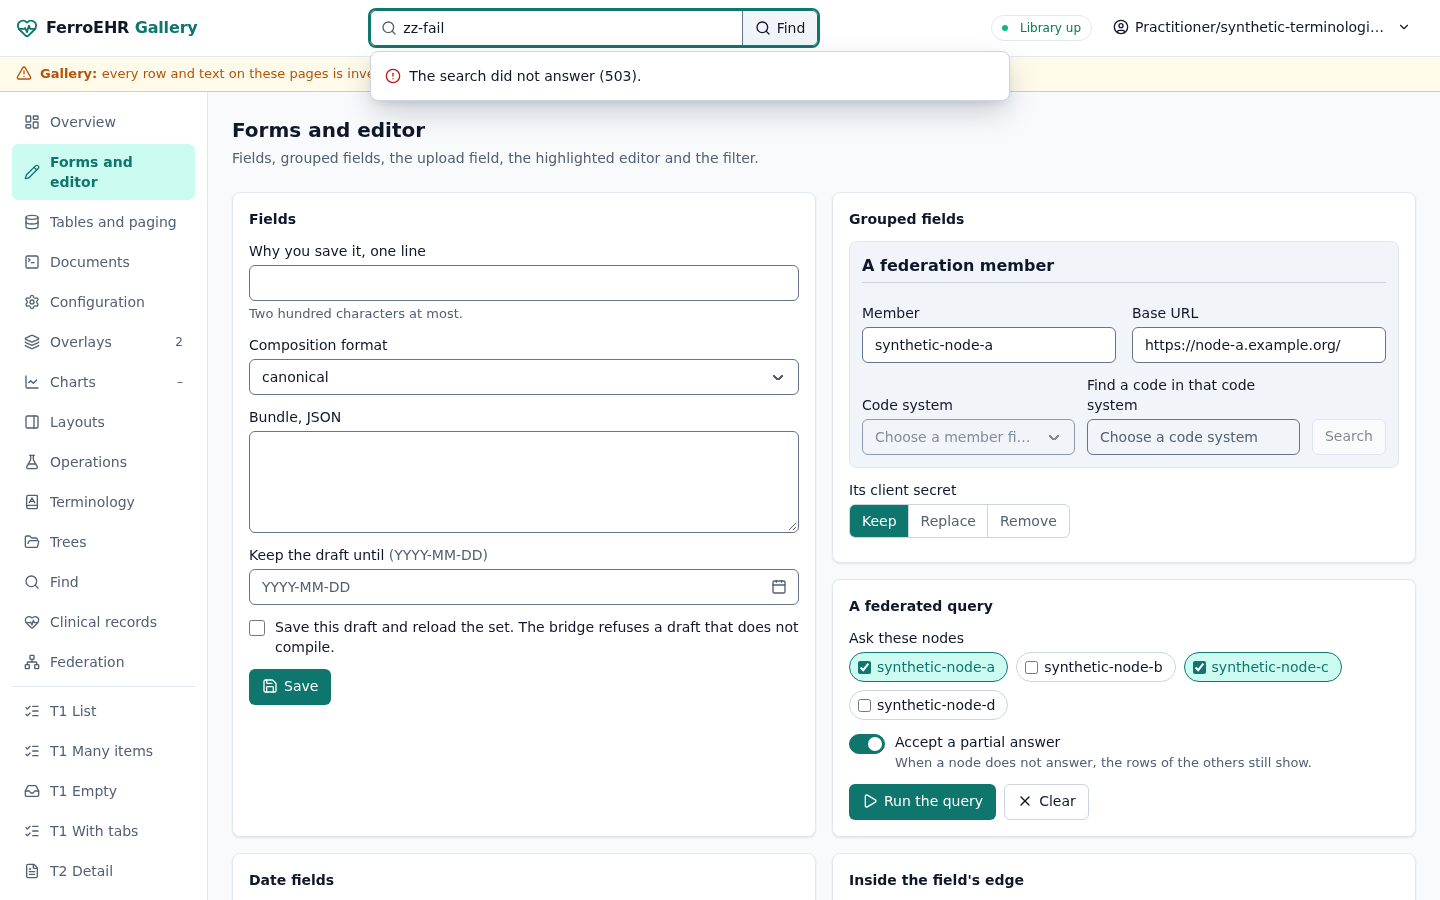 FerroEHR Gallery
zz-fail
Find
Library up
Practitioner/synthetic-terminologi...
Gallery: every row and text on these pages is inve
The search did not answer (503).
Overview
Forms and
editor
Tables and paging
Documents
Configuration
Overlays 2
Charts –
Layouts
Operations
Terminology
Trees
Find
Clinical records
Federation
T1 List
T1 Many items
T1 Empty
T1 With tabs
T2 Detail
Forms and editor
Fields, grouped fields, the upload field, the highlighted editor and the filter.
Fields
Why you save it, one line
Two hundred characters at most.
Composition format
canonical
Bundle, JSON
Keep the draft until (YYYY-MM-DD)
YYYY-MM-DD
Save this draft and reload the set. The bridge refuses a draft that does not
compile.
Save
Grouped fields
A federation member
Member
Base URL
synthetic-node-a
https://node-a.example.org/
Code system
Find a code in that code
system
Choose a member fi...
Choose a code system
Search
Its client secret
Keep
Replace
Remove
A federated query
Ask these nodes
synthetic-node-a
synthetic-node-b
synthetic-node-c
synthetic-node-d
Accept a partial answer
When a node does not answer, the rows of the others still show.
Run the query
Clear
Date fields
Inside the field's edge